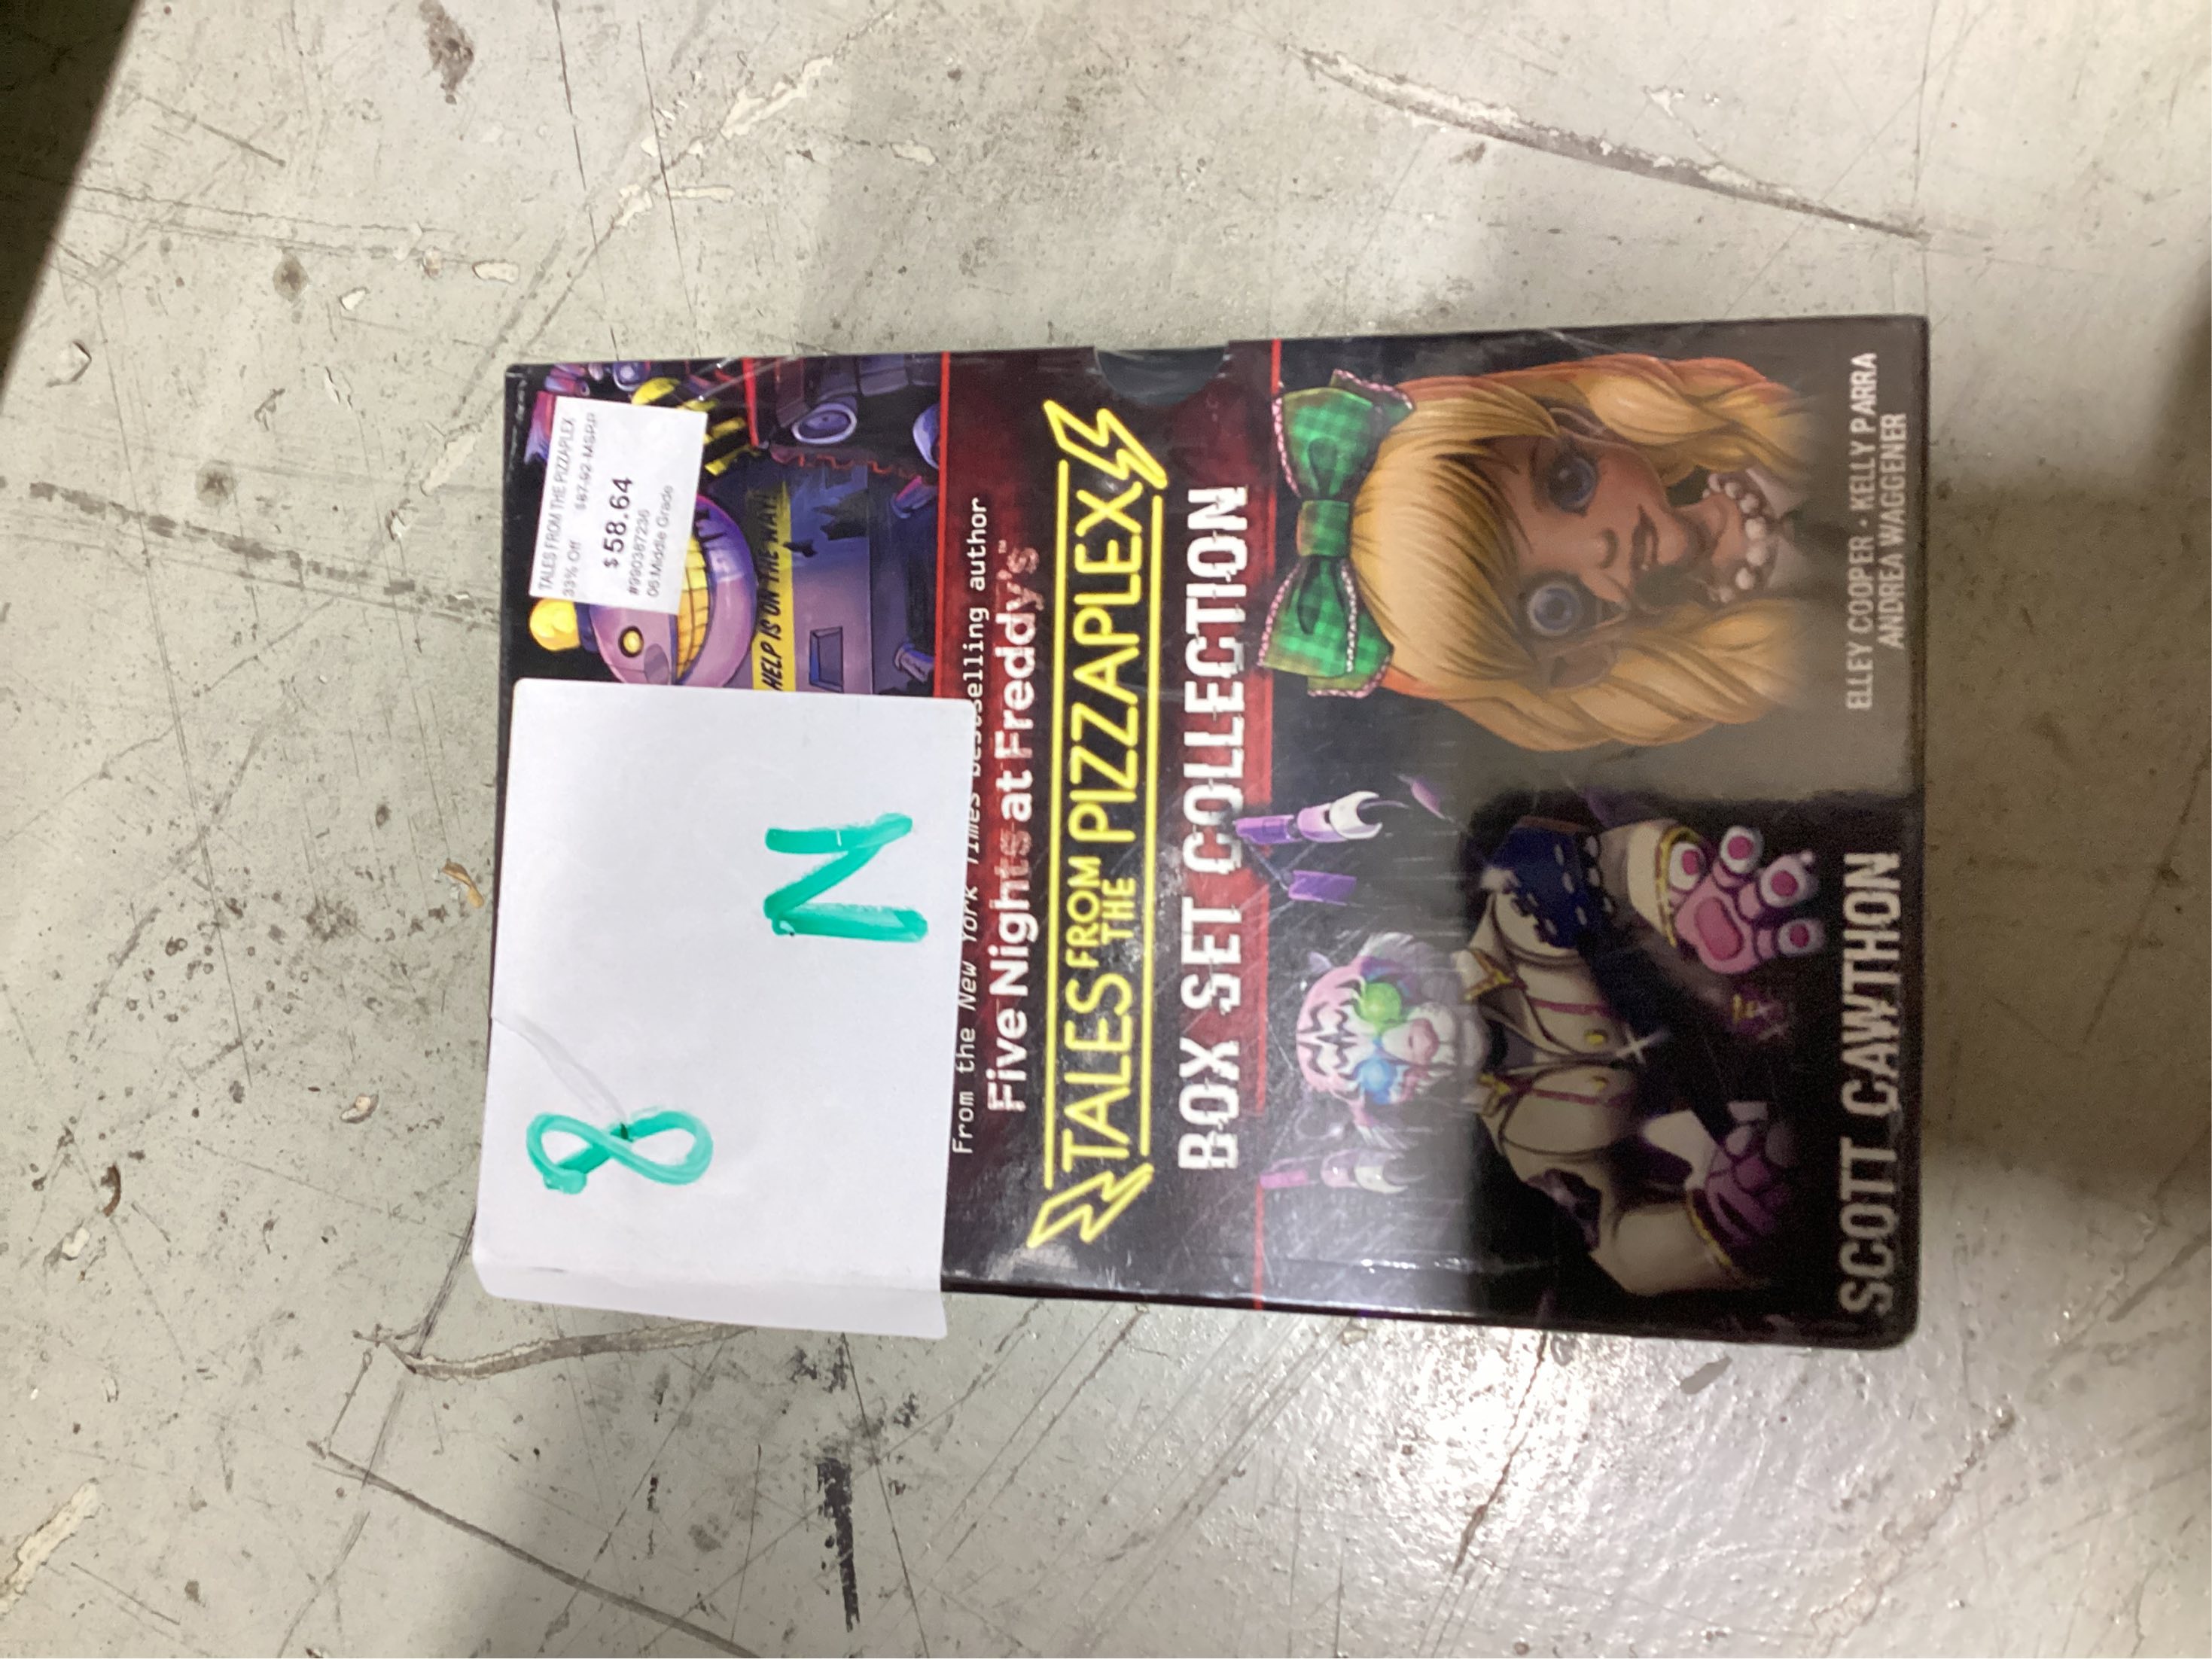 TALES FROM THE PIZZAPLEX
33% Off $87.92 MSRP
$58.64
#990387236
06 Middle Grade
8
N
HELP IS ON THE WAY!
From the New York Times bestselling author
Five Nights at Freddy's™
TALES FROM THE PIZZAPLEX
BOX SET COLLECTION
SCOTT CAWTHON
ELLEY COOPER · KELLY PARRA
ANDREA WAGGENER